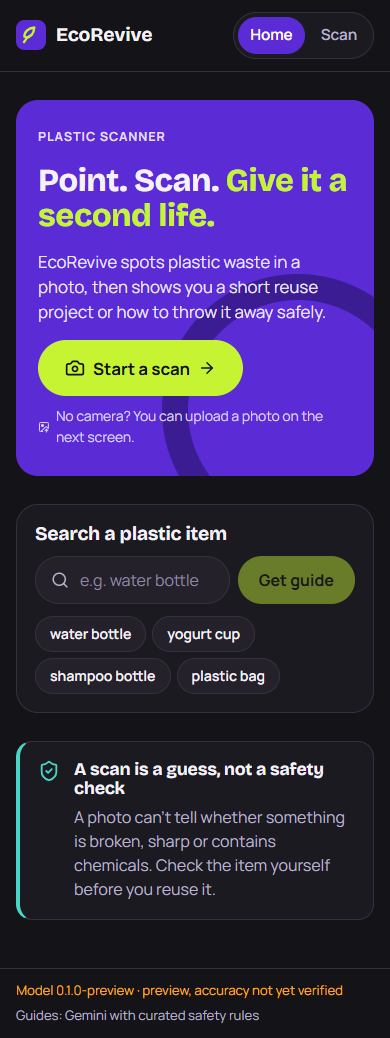 EcoRevive
Home
Scan
PLASTIC SCANNER
Point. Scan. Give it a
second life.
EcoRevive spots plastic waste in a
photo, then shows you a short reuse
project or how to throw it away safely.
Start a scan →
No camera? You can upload a photo on the
next screen.
Search a plastic item
e.g. water bottle
Get guide
water bottle
yogurt cup
shampoo bottle
plastic bag
A scan is a guess, not a safety
check
A photo can't tell whether something
is broken, sharp or contains
chemicals. Check the item yourself
before you reuse it.
Model 0.1.0-preview · preview, accuracy not yet verified
Guides: Gemini with curated safety rules